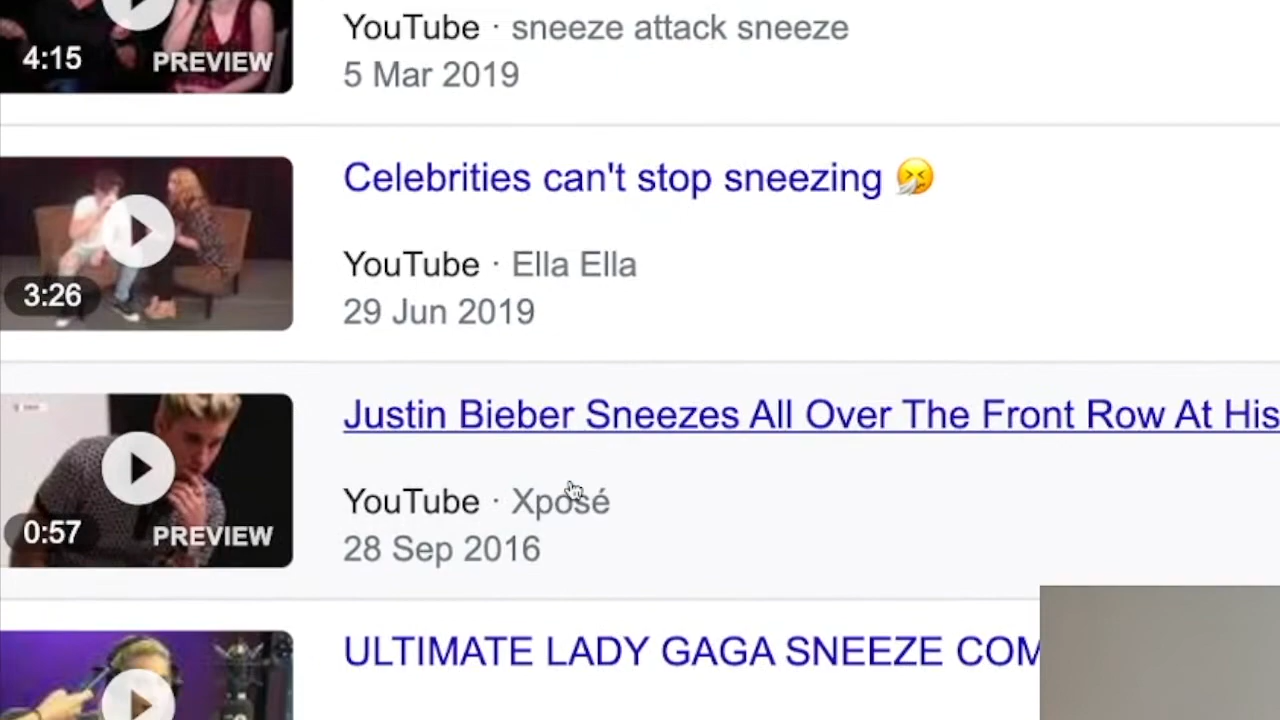 YouTube · sneeze attack sneeze
4:15 PREVIEW
5 Mar 2019
Celebrities can't stop sneezing 🤧
YouTube · Ella Ella
3:26
29 Jun 2019
Justin Bieber Sneezes All Over The Front Row At His
YouTube · Xposé
0:57 PREVIEW
28 Sep 2016
ULTIMATE LADY GAGA SNEEZE COM